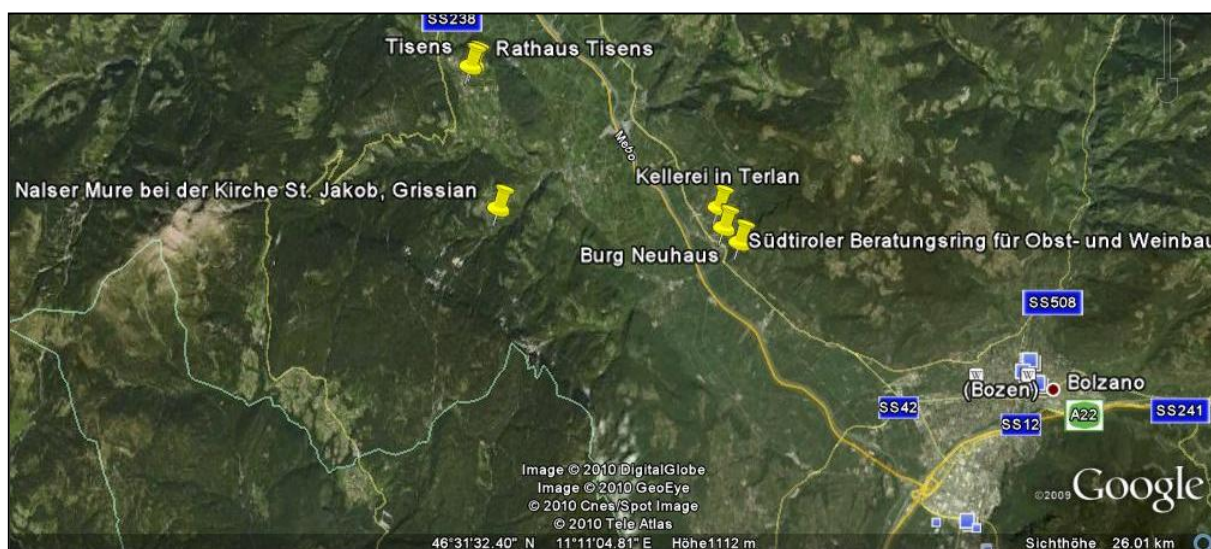 SS238
Tisens
Rathaus Tisens
Mebo
Kellerei in Terlan
Nalser Mure bei der Kirche St. Jakob, Grissian
Südtiroler Beratungsring für Obst- und Weinbau
Burg Neuhaus
SS508
W
W
(Bozen)
Bolzano
SS42
A22
SS241
SS12
Image © 2010 DigitalGlobe
Image © 2010 GeoEye
© 2010 Cnes/Spot Image
© 2010 Tele Atlas
©2009 Google
46°31'32.40" N 11°11'04.81" E Höhe1112 m
Sichthöhe 26.01 km